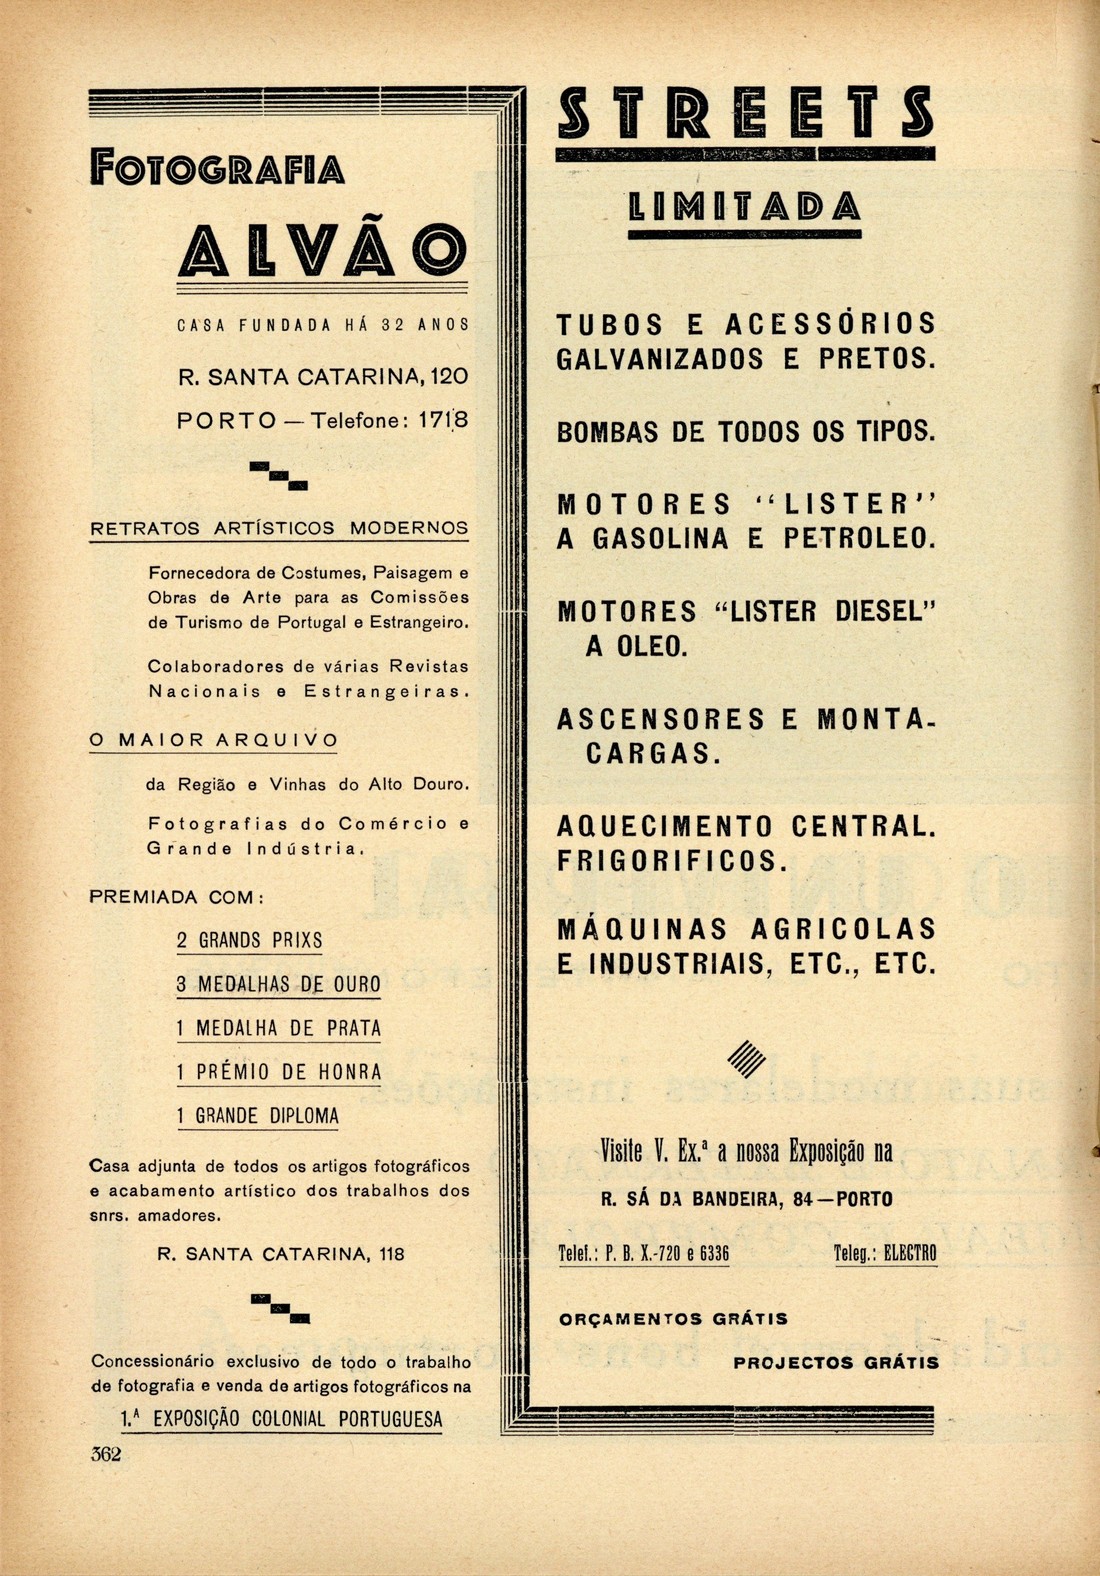 FOTOGRAFIA
ALVÃO
CASA FUNDADA HÁ 32 ANOS
R. SANTA CATARINA, 120
PORTO — Telefone: 1718
RETRATOS ARTÍSTICOS MODERNOS
Fornecedora de Costumes, Paisagem e
Obras de Arte para as Comissões
de Turismo de Portugal e Estrangeiro.
Colaboradores de várias Revistas
Nacionais e Estrangeiras.
O MAIOR ARQUIVO
da Região e Vinhas do Alto Douro.
Fotografias do Comércio e
Grande Indústria.
PREMIADA COM:
2 GRANDS PRIXS
3 MEDALHAS DE OURO
1 MEDALHA DE PRATA
1 PRÉMIO DE HONRA
1 GRANDE DIPLOMA
Casa adjunta de todos os artigos fotográficos
e acabamento artístico dos trabalhos dos
snrs. amadores.
R. SANTA CATARINA, 118
Concessionário exclusivo de todo o trabalho
de fotografia e venda de artigos fotográficos na
1.ª EXPOSIÇÃO COLONIAL PORTUGUESA
362
STREETS
LIMITADA
TUBOS E ACESSÓRIOS
GALVANIZADOS E PRETOS.
BOMBAS DE TODOS OS TIPOS.
MOTORES "LISTER"
A GASOLINA E PETROLEO.
MOTORES "LISTER DIESEL"
A OLEO.
ASCENSORES E MONTA-
CARGAS.
AQUECIMENTO CENTRAL.
FRIGORIFICOS.
MÁQUINAS AGRICOLAS
E INDUSTRIAIS, ETC., ETC.
Visite V. Ex.ª a nossa Exposição na
R. SÁ DA BANDEIRA, 84—PORTO
Telef.: P. B. X.-720 e 6336 Teleg.: ELECTRO
ORÇAMENTOS GRÁTIS
PROJECTOS GRÁTIS